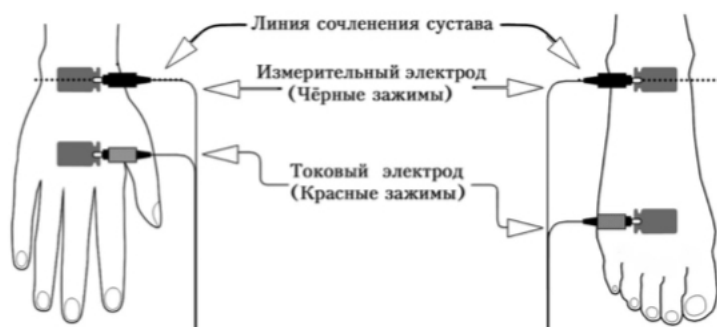 Линия сочленения сустава
Измерительный электрод
(Чёрные зажимы)
Токовый электрод
(Красные зажимы)